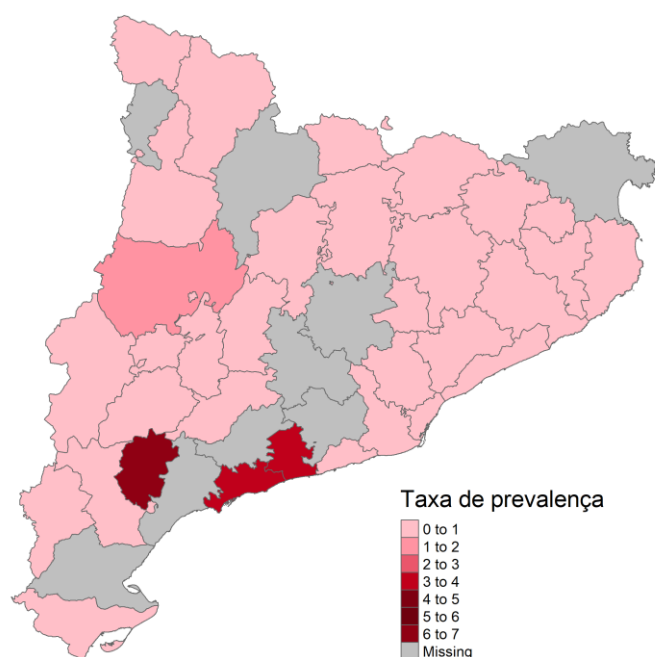 Taxa de prevalença
0 to 1
1 to 2
2 to 3
3 to 4
4 to 5
5 to 6
6 to 7
Missing